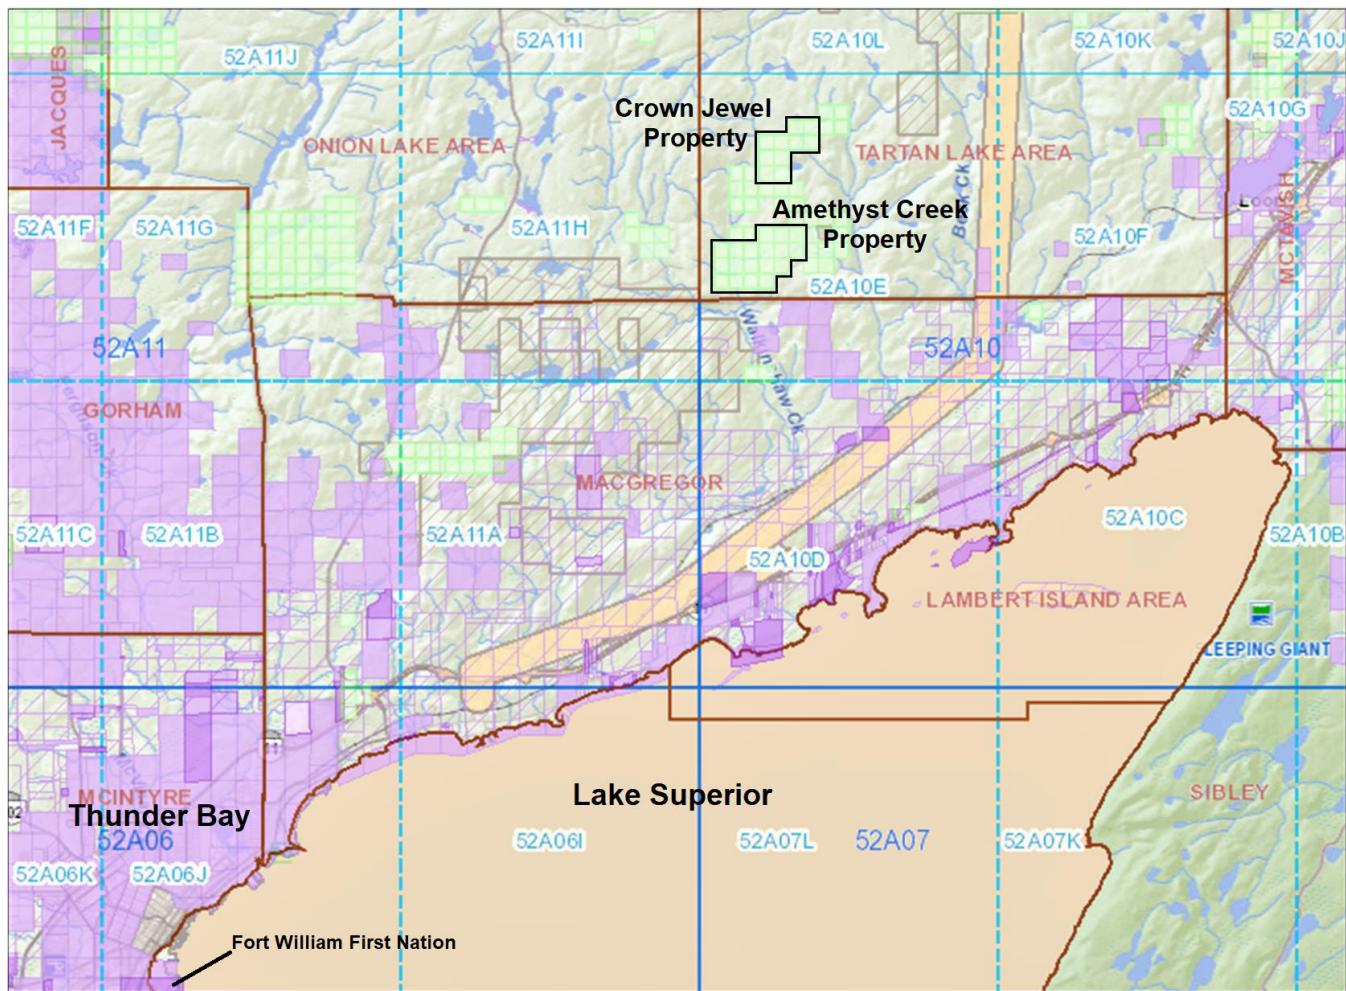 52A11J
52A11I
52A10L
52A10K
52A10J
JACQUES
Crown Jewel
Property
52A10G
ONION LAKE AREA
TARTAN LAKE AREA
MCTAVISH
Amethyst Creek
Property
52A11F
52A11G
52A11H
52A10F
52A10E
52A11
52A10
GORHAM
MACGREGOR
52A11C
52A11B
52A11A
52A10D
52A10C
52A10B
LAMBERT ISLAND AREA
LEEPING GIANT
Lake Superior
SIBLEY
MCINTYRE
Thunder Bay
52A06
52A06I
52A07L
52A07
52A07K
52A06K
52A06J
Fort William First Nation